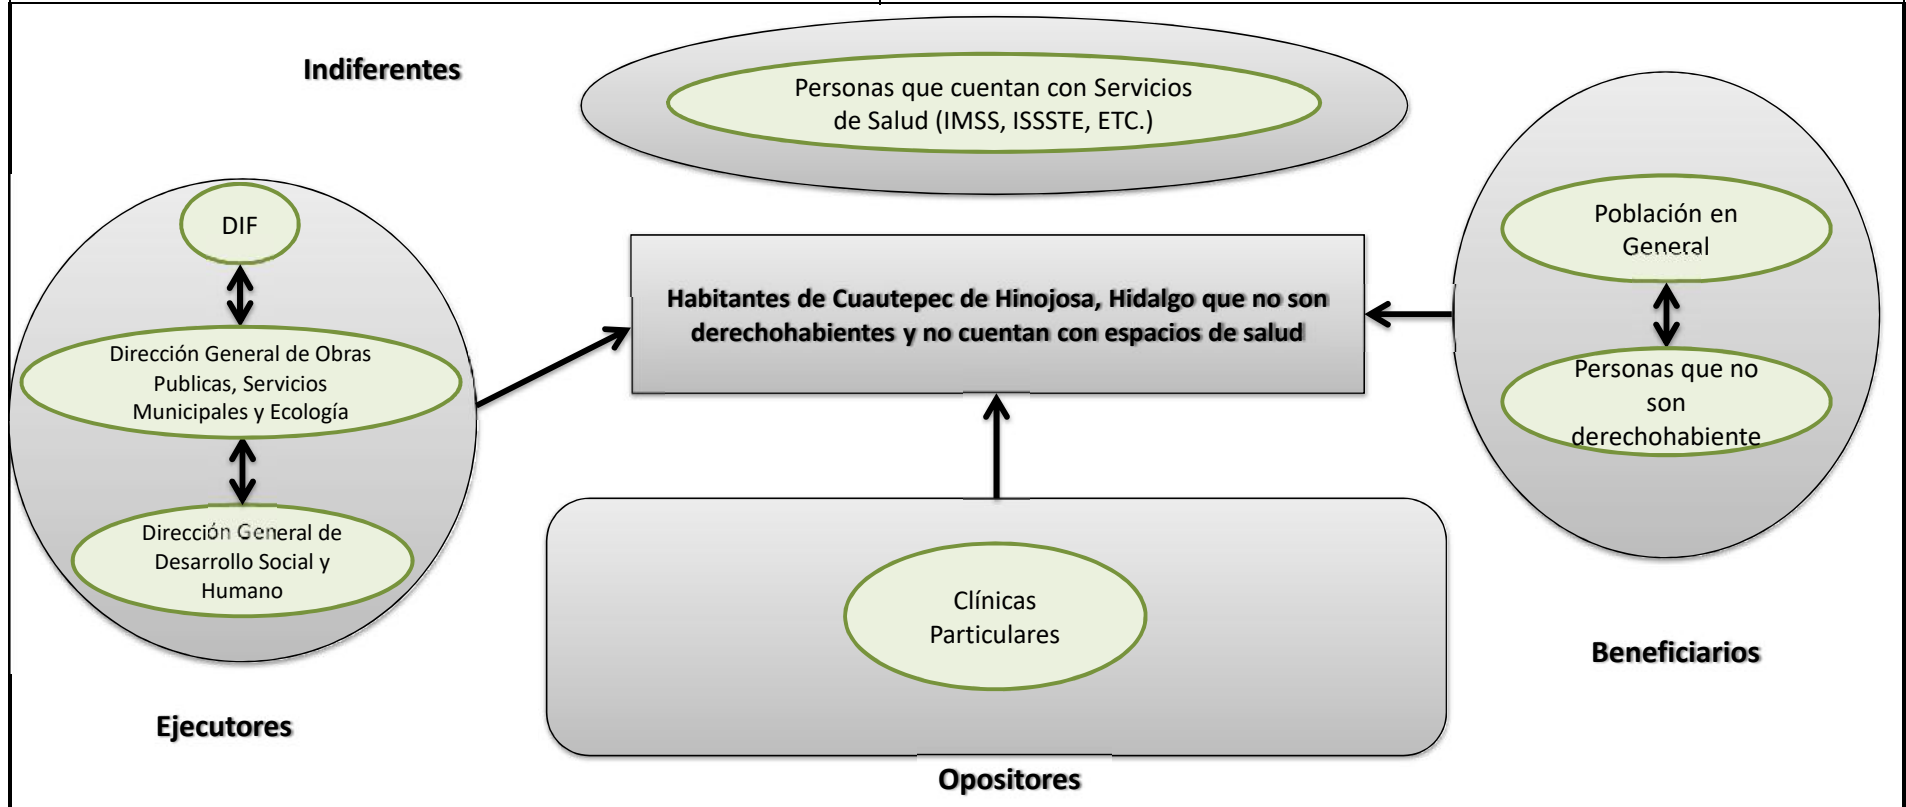 Indiferentes
Personas que cuentan con Servicios
de Salud (IMSS, ISSSTE, ETC.)
DIF
Dirección General de Obras
Publicas, Servicios
Municipales y Ecología
Dirección General de
Desarrollo Social y
Humano
Ejecutores
Habitantes de Cuautepec de Hinojosa, Hidalgo que no son
derechohabientes y no cuentan con espacios de salud
Clínicas
Particulares
Opositores
Población en
General
Personas que no
son
derechohabiente
Beneficiarios